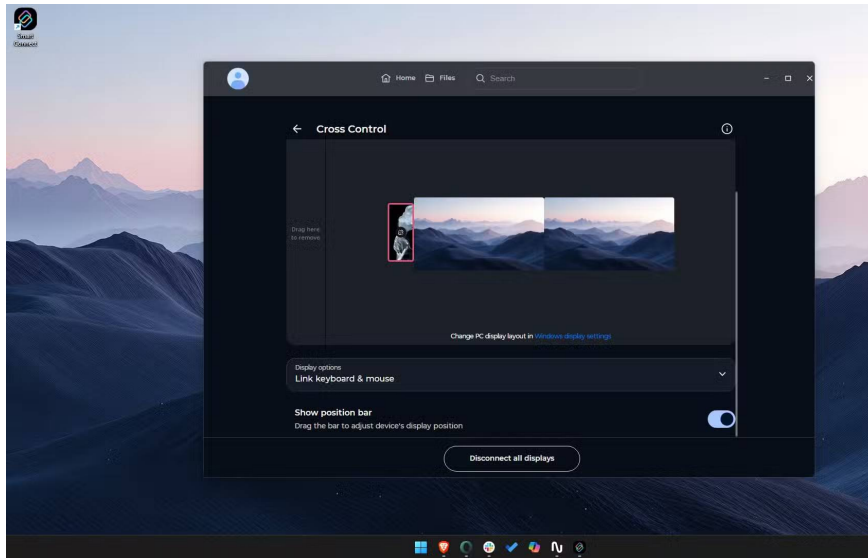 Smart
Connect
Home
Files
Search
Cross Control
Drag here
to remove
Change PC display layout in Windows display settings
Display options
Link keyboard & mouse
Show position bar
Drag the bar to adjust device's display position
Disconnect all displays